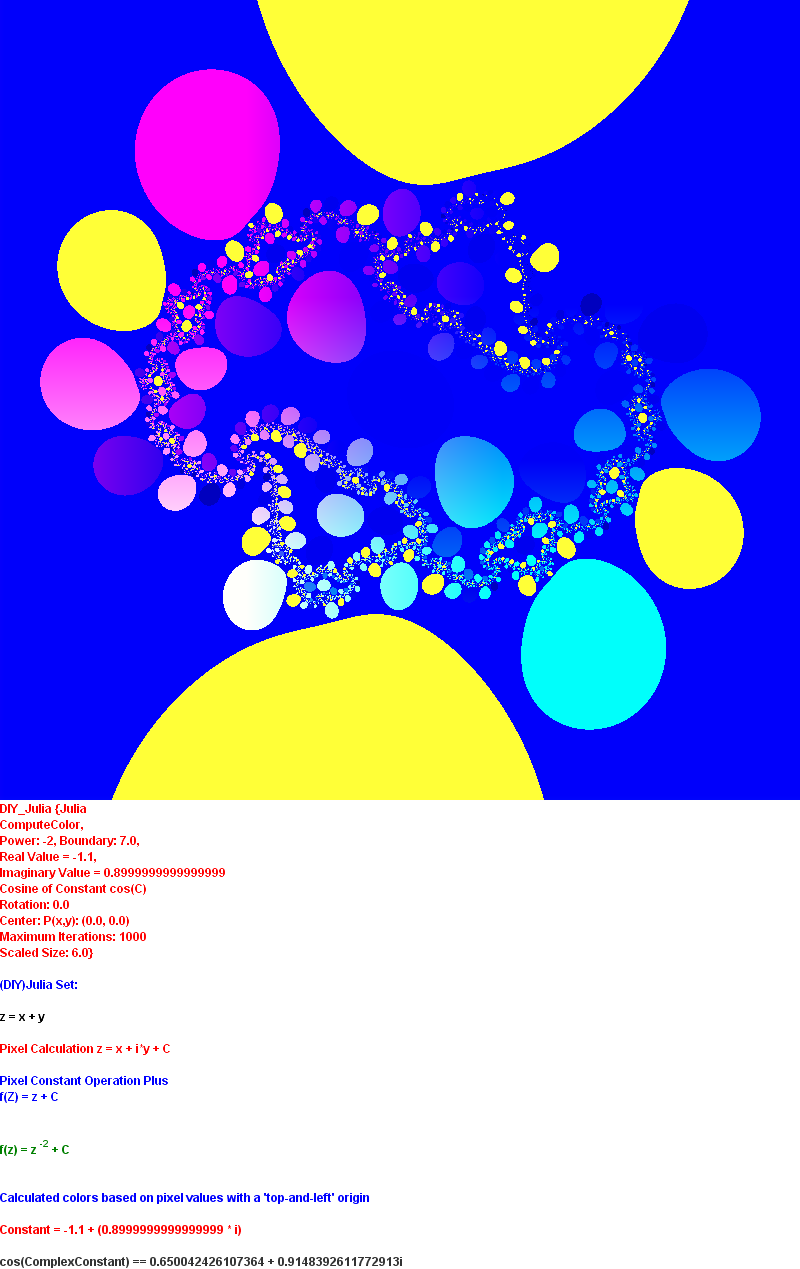 DIY_Julia {Julia
ComputeColor,
Power: -2, Boundary: 7.0,
Real Value = -1.1,
Imaginary Value = 0.8999999999999999
Cosine of Constant cos(C)
Rotation: 0.0
Center: P(x,y): (0.0, 0.0)
Maximum Iterations: 1000
Scaled Size: 6.0}
(DIY)Julia Set:
z = x + y
Pixel Calculation z = x + i*y + C
Pixel Constant Operation Plus
f(Z) = z + C
f(z) = z -2 + C
Calculated colors based on pixel values with a 'top-and-left' origin
Constant = -1.1 + (0.8999999999999999 * i)
cos(ComplexConstant) == 0.650042426107364 + 0.9148392611772913i